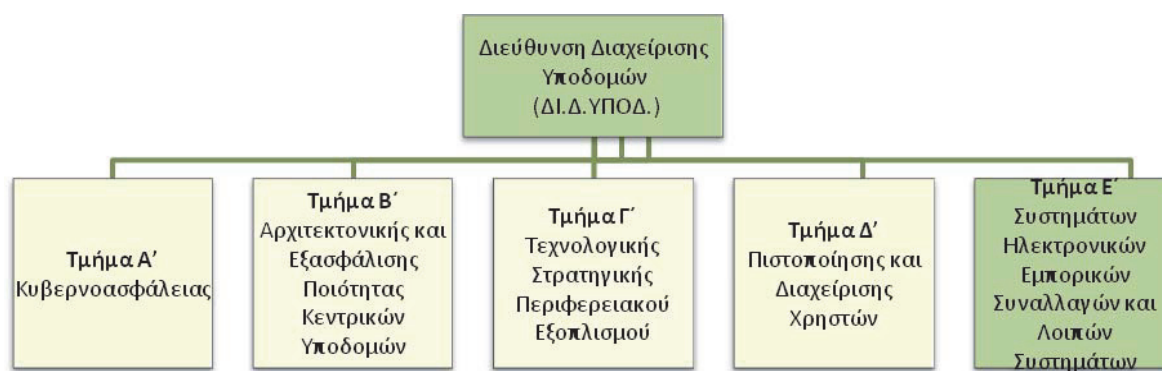 Διεύθυνση Διαχείρισης
Υποδομών
(ΔΙ.Δ.ΥΠΟΔ.)
Τμήμα Α'
Κυβερνοασφάλειας
Τμήμα Β΄
Αρχιτεκτονικής και
Εξασφάλισης
Ποιότητας
Κεντρικών
Υποδομών
Τμήμα Γ΄
Τεχνολογικής
Στρατηγικής
Περιφερειακού
Εξοπλισμού
Τμήμα Δ'
Πιστοποίησης και
Διαχείρισης
Χρηστών
Τμήμα Ε΄
Συστημάτων
Ηλεκτρονικών
Εμπορικών
Συναλλαγών και
Λοιπών
Συστημάτων